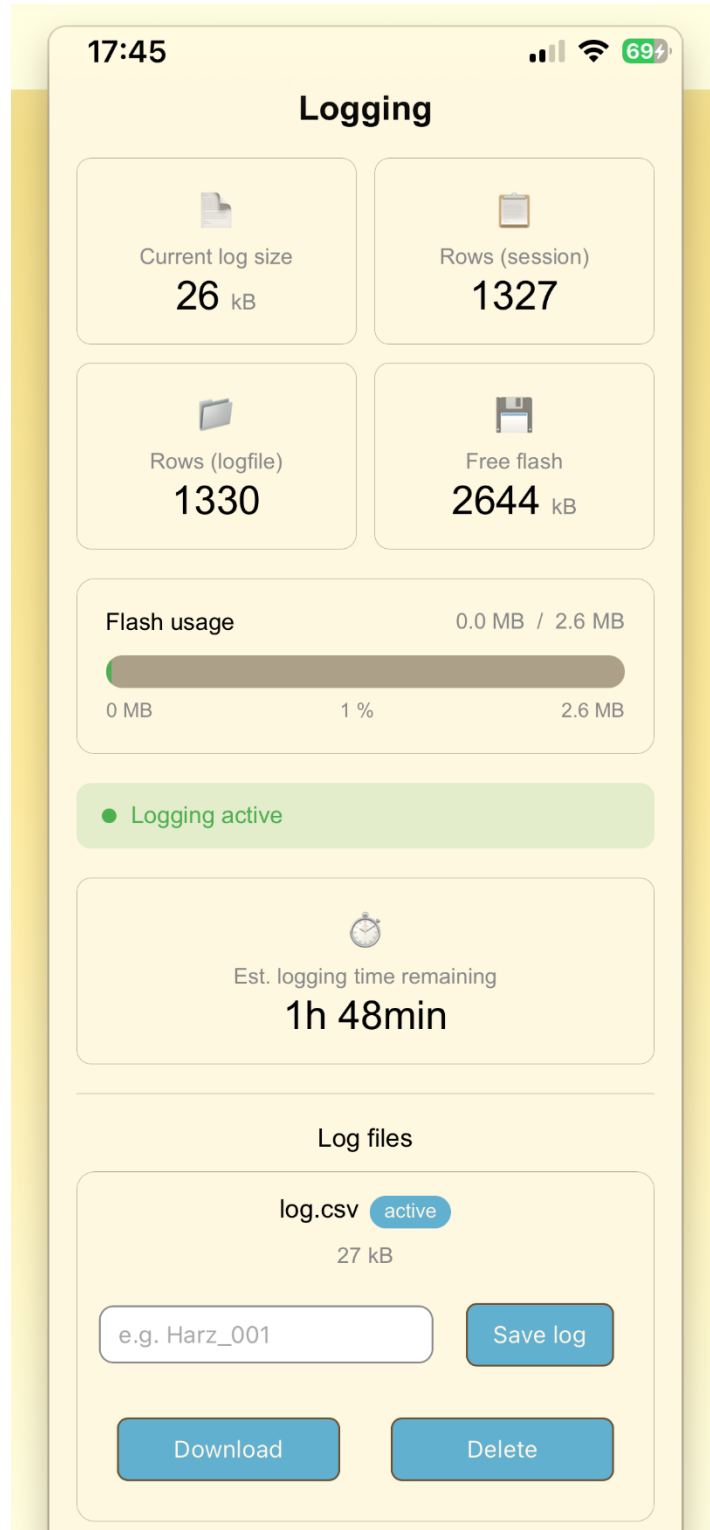 17:45
69
Logging
Current log size
26 kB
Rows (session)
1327
Rows (logfile)
1330
Free flash
2644 kB
Flash usage
0.0 MB / 2.6 MB
0 MB
1 %
2.6 MB
Logging active
Est. logging time remaining
1h 48min
Log files
log.csv active
27 kB
e.g. Harz_001
Save log
Download
Delete